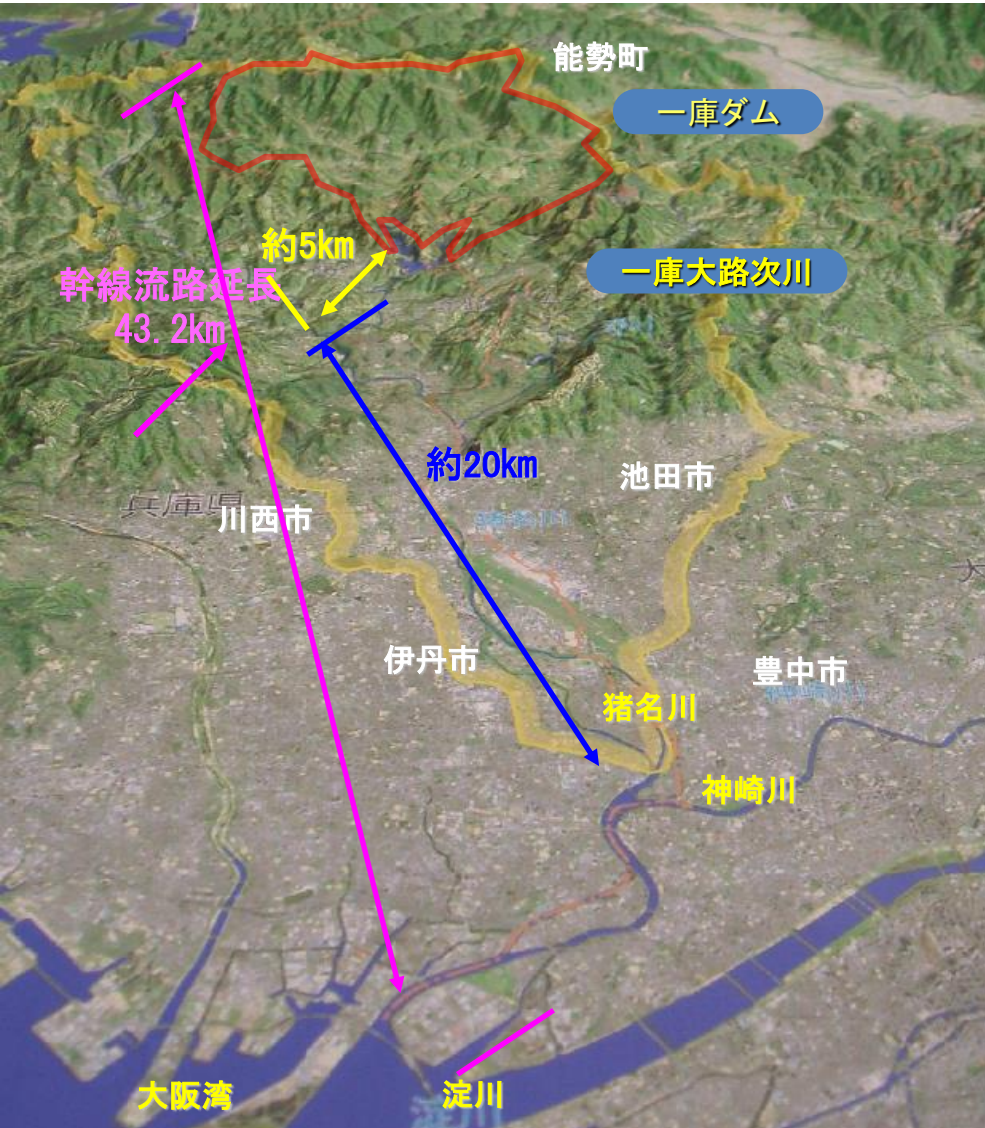 能勢町
一庫ダム
約5km
一庫大路次川
幹線流路延長
43.2km
約20km
池田市
兵庫県
川西市
伊丹市
豊中市
猪名川
神崎川
大阪湾
淀川